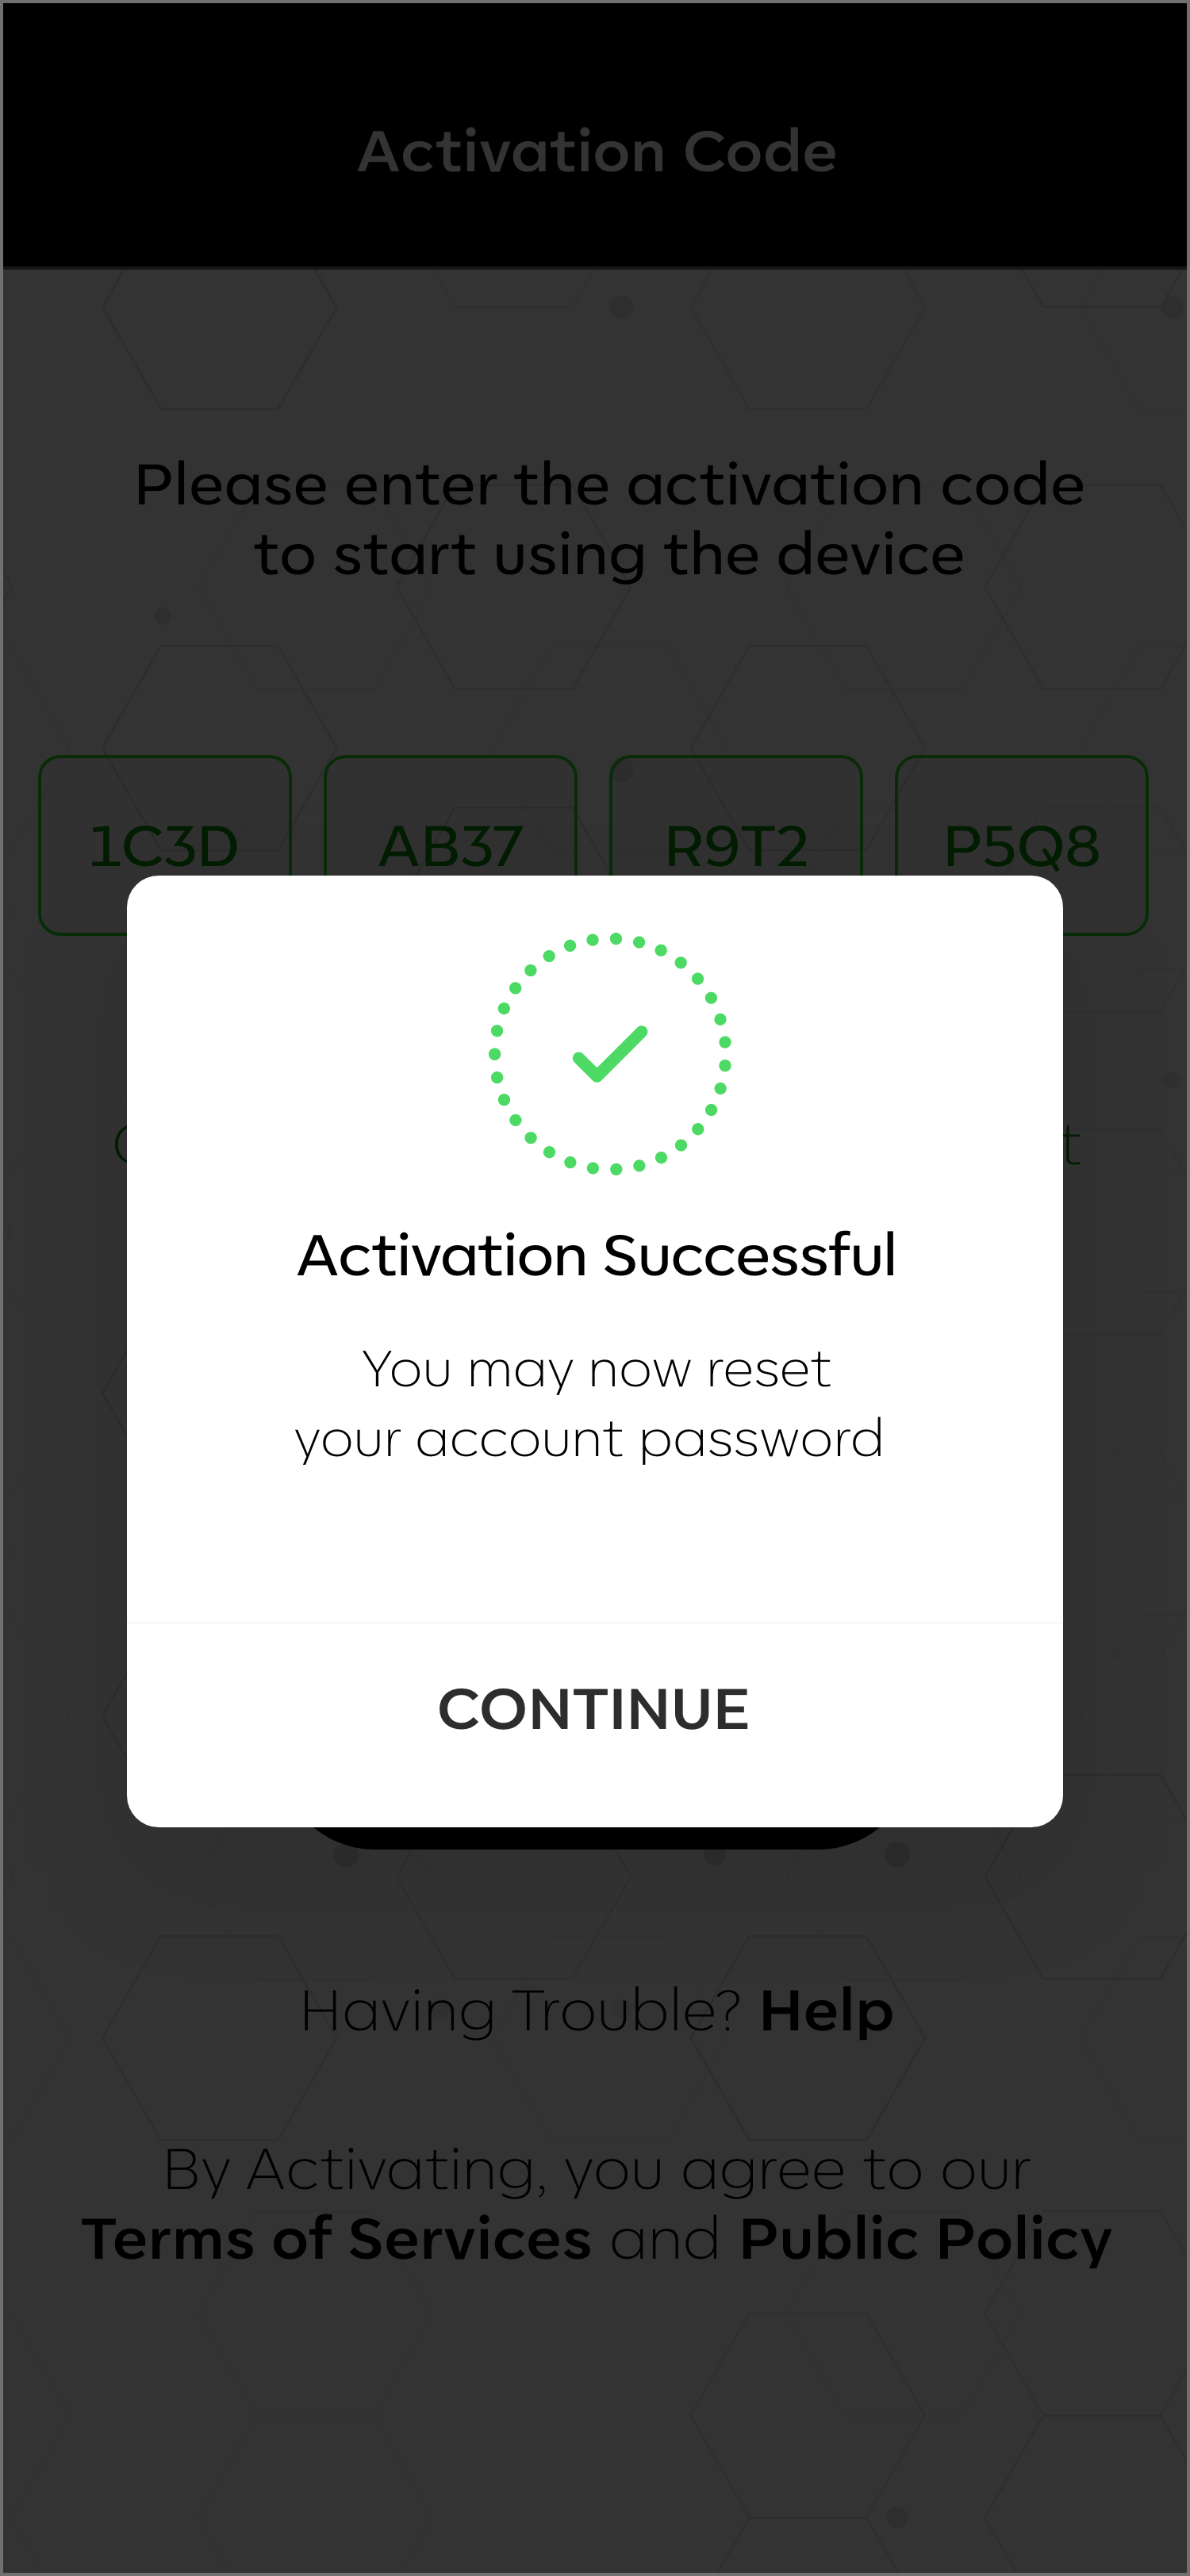 Activation Code
Please enter the activation code
to start using the device
1C3D AB37 R9T2 P5Q8
Activation Successful
You may now reset
your account password
CONTINUE
Having Trouble? Help
By Activating, you agree to our
Terms of Services and Public Policy